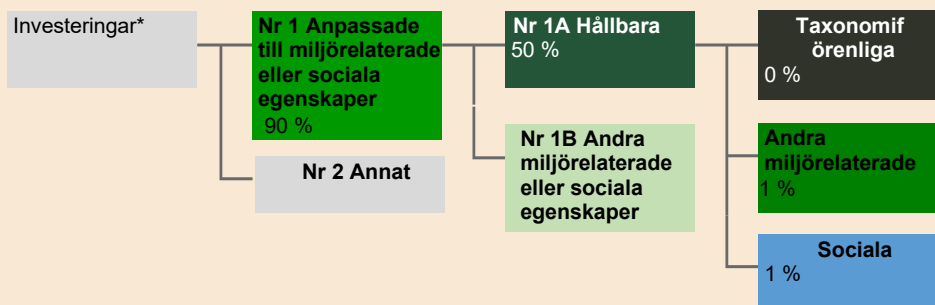 Investeringar*
Nr 1 Anpassade
till miljörelaterade
eller sociala
egenskaper
90 %
Nr 2 Annat
Nr 1A Hållbara
50 %
Nr 1B Andra
miljörelaterade
eller sociala
egenskaper
Taxonomif
örenliga
0 %
Andra
miljörelaterade
1 %
Sociala
1 %